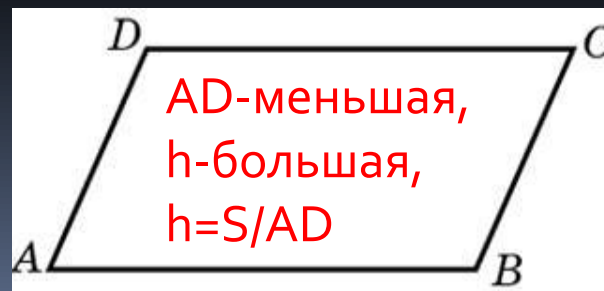 D C
AD-меньшая,
h-большая,
h=S/AD
A B